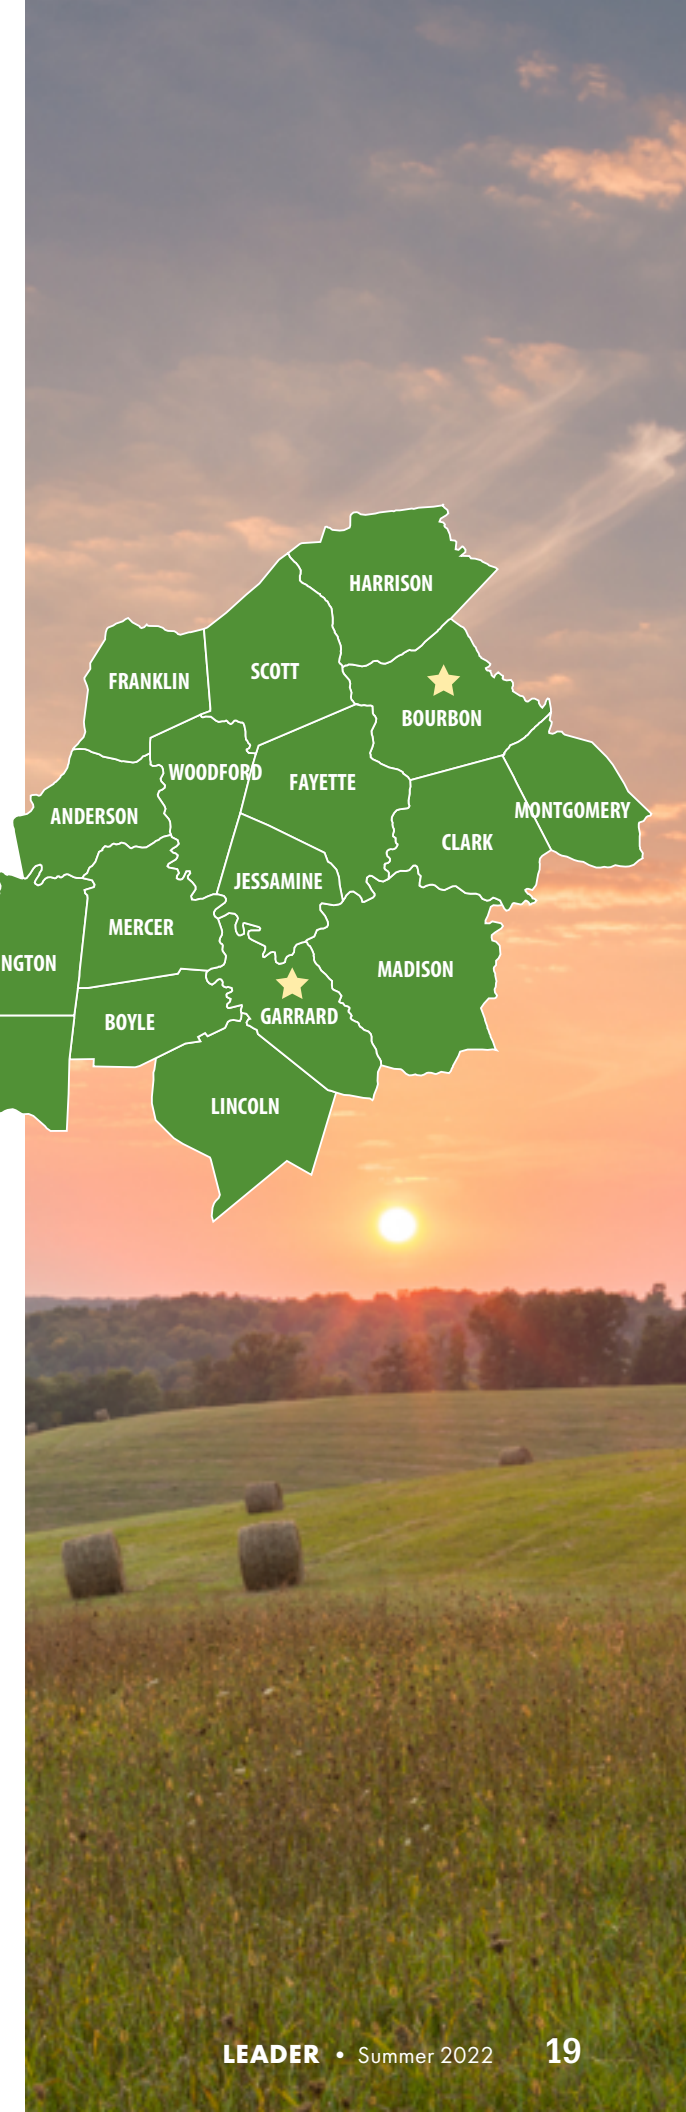 HARRISON
SCOTT
FRANKLIN
BOURBON
WOODFORD
FAYETTE
MONTGOMERY
ANDERSON
CLARK
JESSAMINE
MERCER
NGTON
MADISON
GARRARD
BOYLE
LINCOLN
LEADER • Summer 2022 19